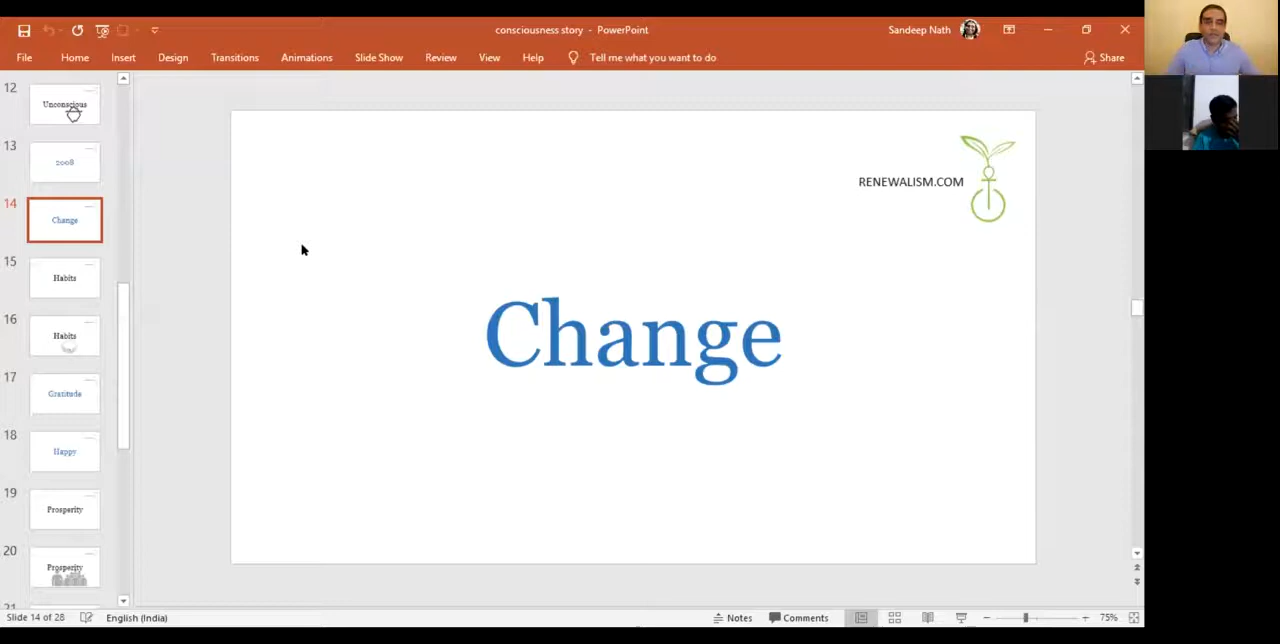 consciousness story - PowerPoint
Sandeep Nath
File Home Insert Design Transitions Animations Slide Show Review View Help Tell me what you want to do
Share
12
Unconscious
13
2008
14
Change
15
Habits
16
Habits
17
Gratitude
18
Happy
19
Prosperity
20
Prosperity
21
RENEWALISM.COM
Change
Slide 14 of 28 English (India) Notes Comments 75%